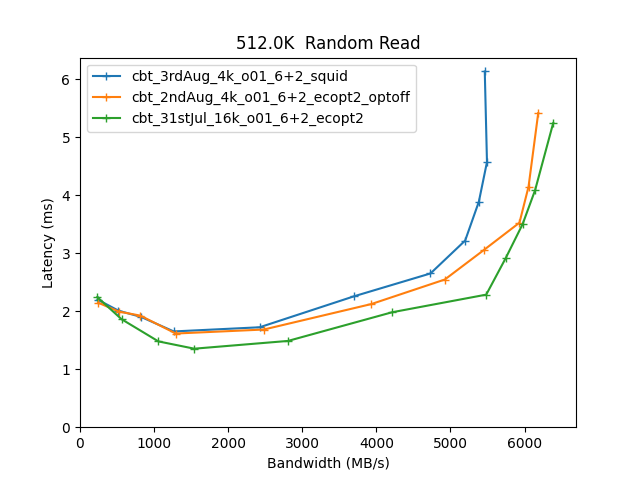 512.0K  Random Read
cbt_3rdAug_4k_o01_6+2_squid
cbt_2ndAug_4k_o01_6+2_ecopt2_optoff
cbt_31stJul_16k_o01_6+2_ecopt2
Latency (ms)
6
5
4
3
2
1
0
0 1000 2000 3000 4000 5000 6000
Bandwidth (MB/s)